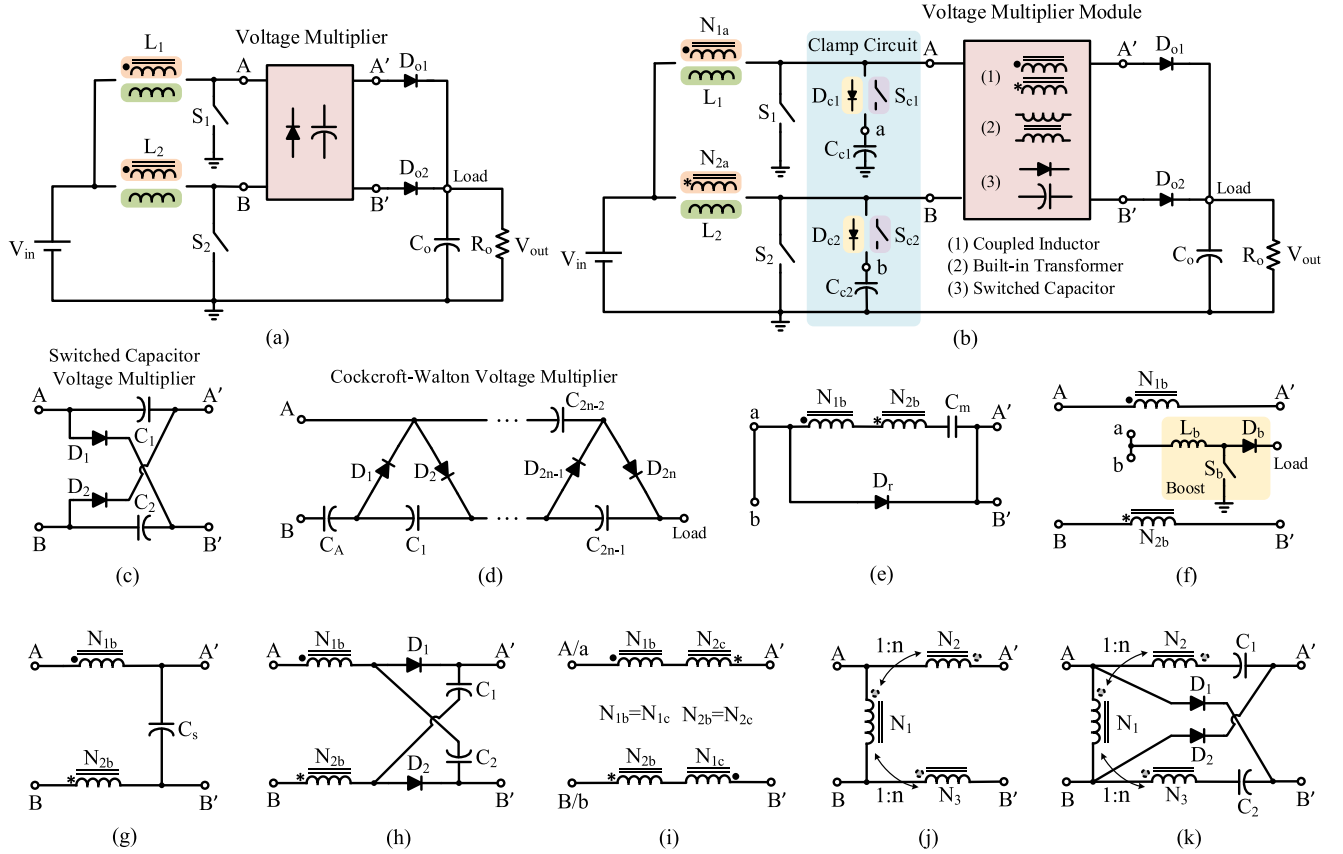 L1
Voltage Multiplier
A
A'
Do1
S1
L2
Do2
Load
B
B'
S2
Vin
Co
Ro
Vout
(a)
Voltage Multiplier Module
N1a
Clamp Circuit
A
A'
Do1
L1
S1
Dc1
Sc1
a
Cc1
(1)
(2)
(3)
N2a
*
L2
B
B'
Do2
Load
Dc2
Sc2
S2
b
Cc2
Vin
(1) Coupled Inductor
(2) Built-in Transformer
(3) Switched Capacitor
Co
Ro
Vout
(b)
Switched Capacitor
Voltage Multiplier
A
A'
C1
D1
D2
C2
B
B'
(c)
Cockcroft-Walton Voltage Multiplier
A
C2n-2
D1
D2
D2n-1
D2n
B
CA
C1
C2n-1
Load
(d)
N1b
N2b
Cm
a
*
A'
Dr
b
B'
(e)
N1b
A
A'
a
Lb
Db
b
Sb
Load
Boost
B
*
B'
N2b
(f)
N1b
A
A'
Cs
N2b
B
*
B'
(g)
N1b
D1
A
A'
C1
C2
N2b
D2
B
*
B'
(h)
A/a
N1b
N2c
*
A'
N1b=N1c N2b=N2c
N2b
N1c
*
B/b
B'
(i)
A
1:n
N2
A'
N1
B
1:n
N3
B'
(j)
A
1:n
N2
C1
A'
D1
N1
D2
B
1:n
N3
C2
B'
(k)